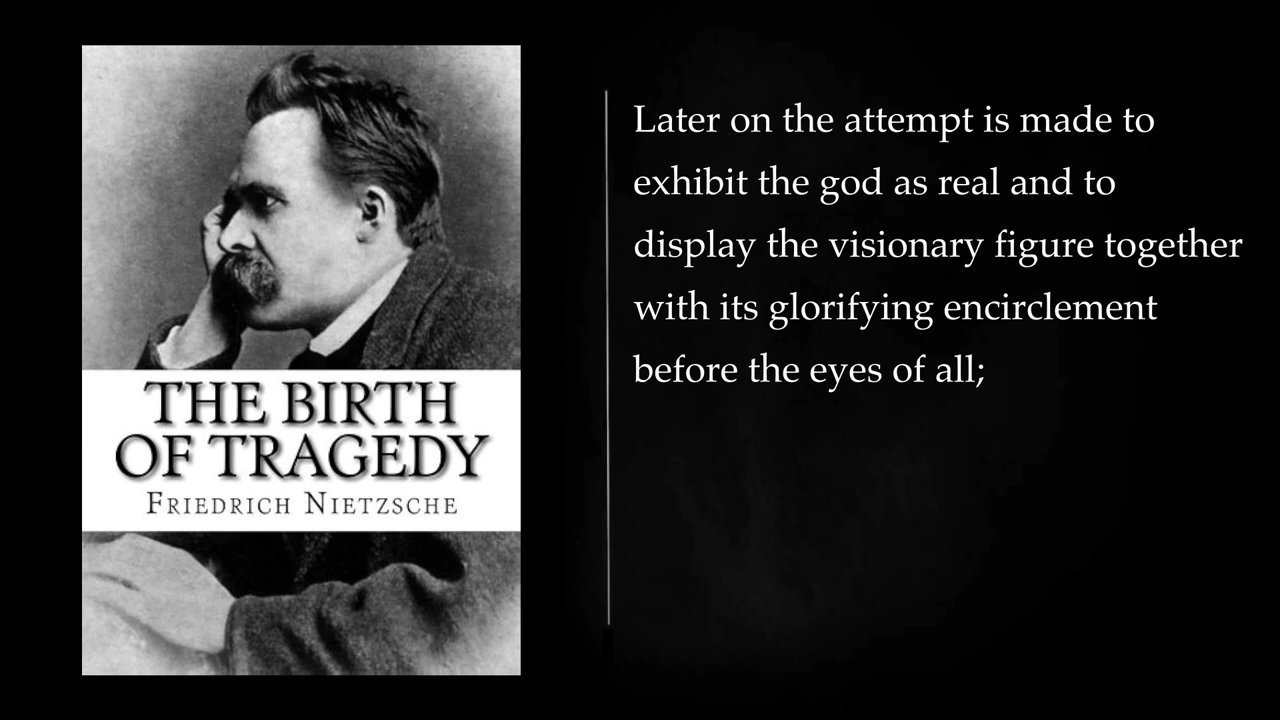 THE BIRTH
OF TRAGEDY
FRIEDRICH NIETZSCHE
Later on the attempt is made to
exhibit the god as real and to
display the visionary figure together
with its glorifying encirclement
before the eyes of all;